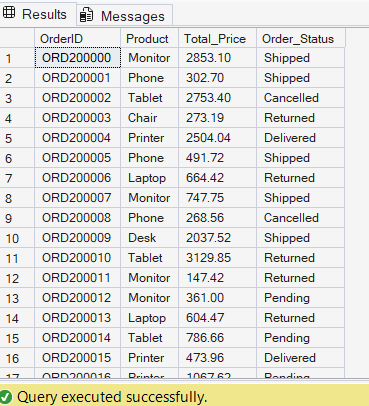 Results Messages
OrderID Product Total_Price Order_Status
1 ORD200000 Monitor 2853.10 Shipped
2 ORD200001 Phone 302.70 Shipped
3 ORD200002 Tablet 2753.40 Cancelled
4 ORD200003 Chair 273.19 Returned
5 ORD200004 Printer 2504.04 Delivered
6 ORD200005 Phone 491.72 Shipped
7 ORD200006 Laptop 664.42 Returned
8 ORD200007 Monitor 747.75 Shipped
9 ORD200008 Phone 268.56 Cancelled
10 ORD200009 Desk 2037.52 Shipped
11 ORD200010 Tablet 3129.85 Returned
12 ORD200011 Monitor 147.42 Returned
13 ORD200012 Monitor 361.00 Pending
14 ORD200013 Laptop 604.47 Returned
15 ORD200014 Tablet 786.66 Pending
16 ORD200015 Printer 473.96 Delivered
17 ORD200016 Printer 1067.62 Pending
Query executed successfully.